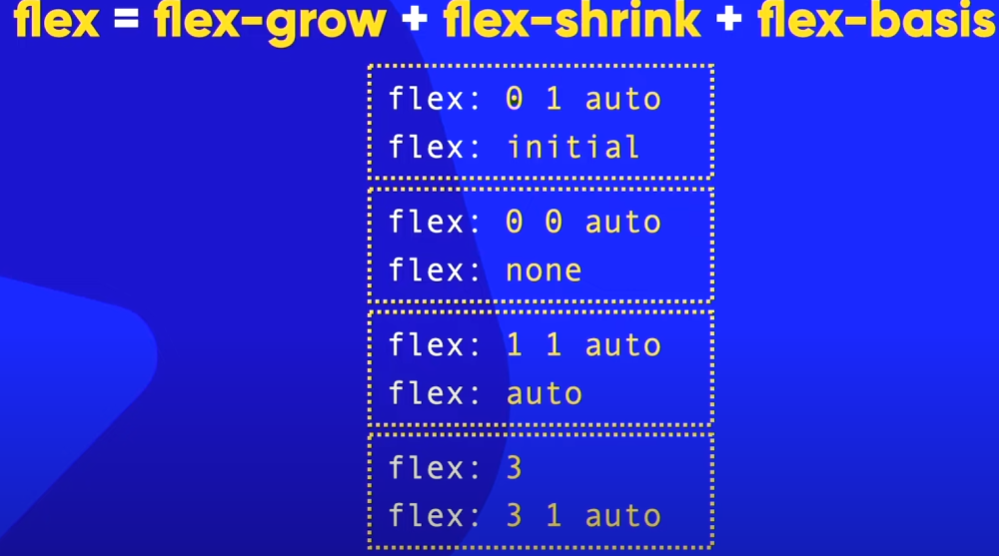 flex = flex-grow + flex-shrink + flex-basis
flex: 0 1 auto
flex: initial
flex: 0 0 auto
flex: none
flex: 1 1 auto
flex: auto
flex: 3
flex: 3 1 auto